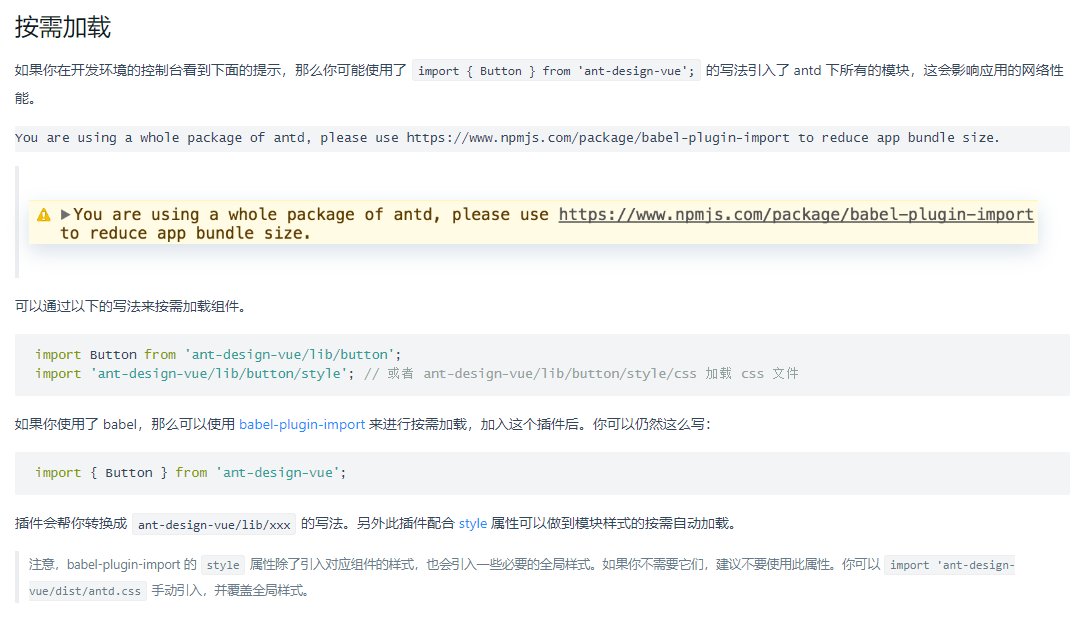 按需加载
如果你在开发环境的控制台看到下面的提示，那么你可能使用了 import { Button } from 'ant-design-vue'; 的写法引入了 antd 下所有的模块，这会影响应用的网络性
能。
You are using a whole package of antd, please use https://www.npmjs.com/package/babel-plugin-import to reduce app bundle size.
▶You are using a whole package of antd, please use https://www.npmjs.com/package/babel-plugin-import
to reduce app bundle size.
可以通过以下的写法来按需加载组件。
import Button from 'ant-design-vue/lib/button';
import 'ant-design-vue/lib/button/style'; // 或者 ant-design-vue/lib/button/style/css 加载 css 文件
如果你使用了 babel，那么可以使用 babel-plugin-import 来进行按需加载，加入这个插件后。你可以仍然这么写：
import { Button } from 'ant-design-vue';
插件会帮你转换成 ant-design-vue/lib/xxx 的写法。另外此插件配合 style 属性可以做到模块样式的按需自动加载。
注意，babel-plugin-import 的 style 属性除了引入对应组件的样式，也会引入一些必要的全局样式。如果你不需要它们，建议不要使用此属性。你可以 import 'ant-design-
vue/dist/antd.css 手动引入，并覆盖全局样式。